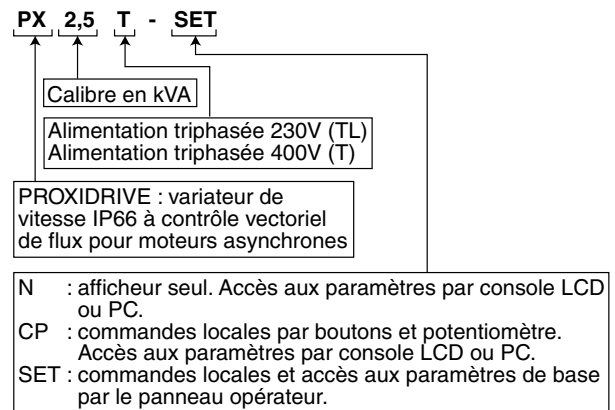 PX 2,5 T - SET
Calibre en kVA
Alimentation triphasée 230V (TL)
Alimentation triphasée 400V (T)
PROXIDRIVE : variateur de
vitesse IP66 à contrôle vectoriel
de flux pour moteurs asynchrones
N : afficheur seul. Accès aux paramètres par console LCD
ou PC.
CP : commandes locales par boutons et potentiomètre.
Accès aux paramètres par console LCD ou PC.
SET : commandes locales et accès aux paramètres de base
par le panneau opérateur.